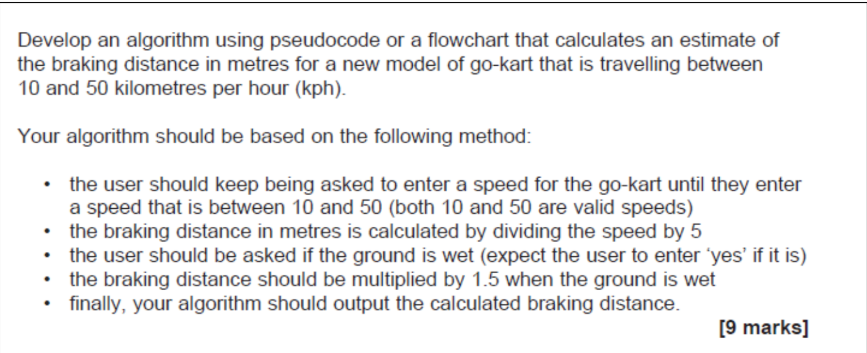 Develop an algorithm using pseudocode or a flowchart that calculates an estimate of
the braking distance in metres for a new model of go-kart that is travelling between
10 and 50 kilometres per hour (kph).
Your algorithm should be based on the following method:
• the user should keep being asked to enter a speed for the go-kart until they enter
a speed that is between 10 and 50 (both 10 and 50 are valid speeds)
• the braking distance in metres is calculated by dividing the speed by 5
• the user should be asked if the ground is wet (expect the user to enter ‘yes’ if it is)
• the braking distance should be multiplied by 1.5 when the ground is wet
• finally, your algorithm should output the calculated braking distance.
[9 marks]